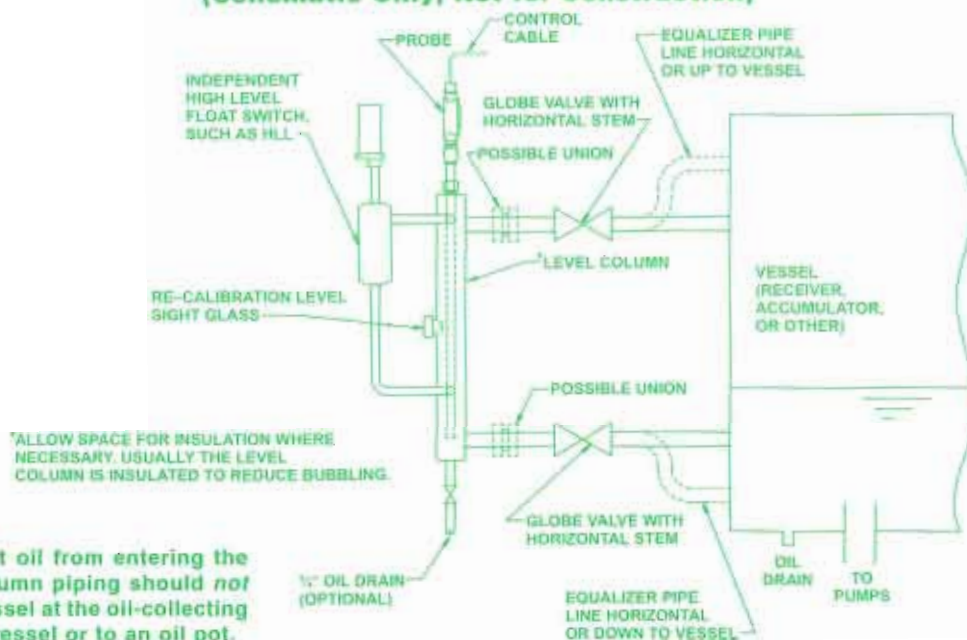 (Schematic Only, Not for Construction)
CONTROL
CABLE
PROBE
EQUALIZER PIPE
LINE HORIZONTAL
OR UP TO VESSEL
INDEPENDENT
HIGH LEVEL
FLOAT SWITCH,
SUCH AS HLL
GLOBE VALVE WITH
HORIZONTAL STEM
POSSIBLE UNION
*LEVEL COLUMN
VESSEL
(RECEIVER,
ACCUMULATOR,
OR OTHER)
RE-CALIBRATION LEVEL
SIGHT GLASS
POSSIBLE UNION
*ALLOW SPACE FOR INSULATION WHERE
NECESSARY. USUALLY THE LEVEL
COLUMN IS INSULATED TO REDUCE BUBBLING.
GLOBE VALVE WITH
HORIZONTAL STEM
OIL
DRAIN
TO
PUMPS
t oil from entering the
umn piping should not
ssel at the oil-collecting
essel or to an oil pot.
OIL DRAIN
(OPTIONAL)
EQUALIZER PIPE
LINE HORIZONTAL
OR DOWN TO VESSEL